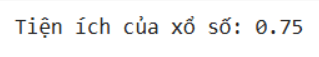 Tiện ích của xổ số: 0.75